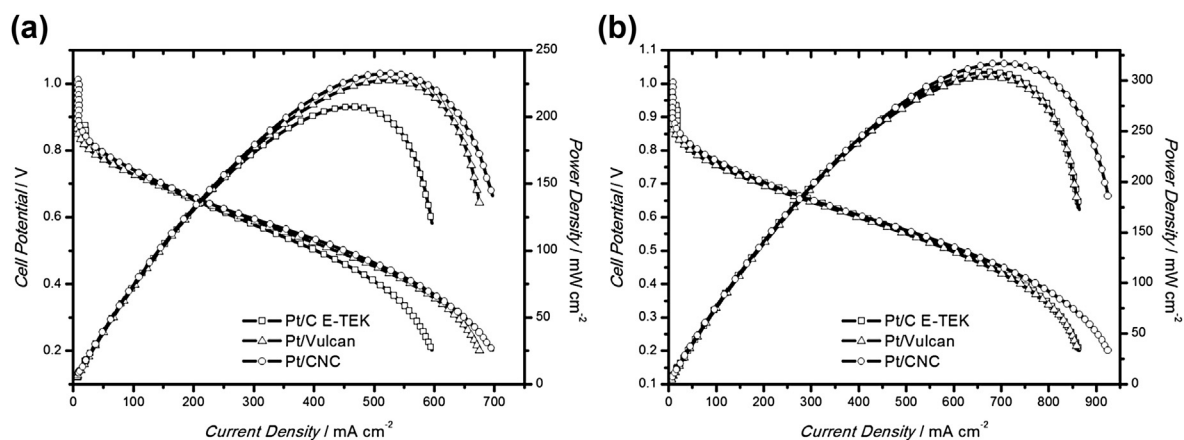 (a)
250
200
150
100
50
0
1.0
0.8
0.6
0.4
0.2
Cell Potential / V
Power Density / mW cm-2
Pt/C E-TEK
Pt/Vulcan
Pt/CNC
0 100 200 300 400 500 600 700
Current Density / mA cm-2
(b)
1.1
1.0
0.9
0.8
0.7
0.6
0.5
0.4
0.3
0.2
0.1
Cell Potential / V
300
250
200
150
100
50
0
Power Density / mW cm-2
Pt/C E-TEK
Pt/Vulcan
Pt/CNC
0 100 200 300 400 500 600 700 800 900
Current Density / mA cm-2